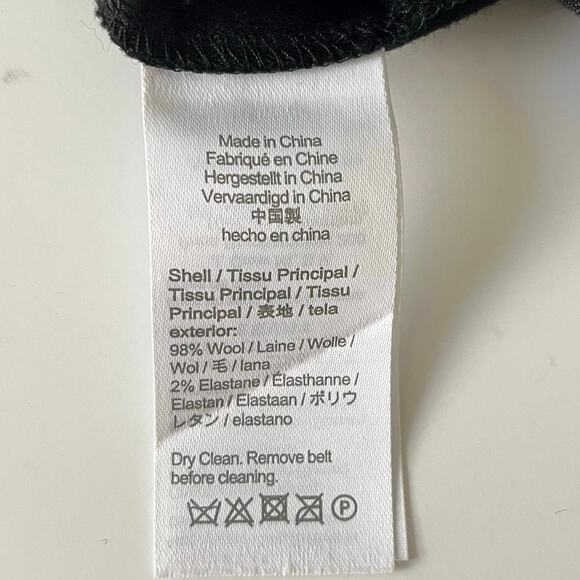 Made in China
Fabriqué en Chine
Hergestellt in China
Vervaardigd in China
中国製
hecho en china
Shell / Tissu Principal /
Tissu Principal / Tissu
Principal / 表地 / tela
exterior:
98% Wool / Laine / Wolle /
Wol / 毛 / lana
2% Elastane / Élasthanne /
Elastan / Elastaan / ポリウ
レタン / elastano
Dry Clean. Remove belt
before cleaning.
P